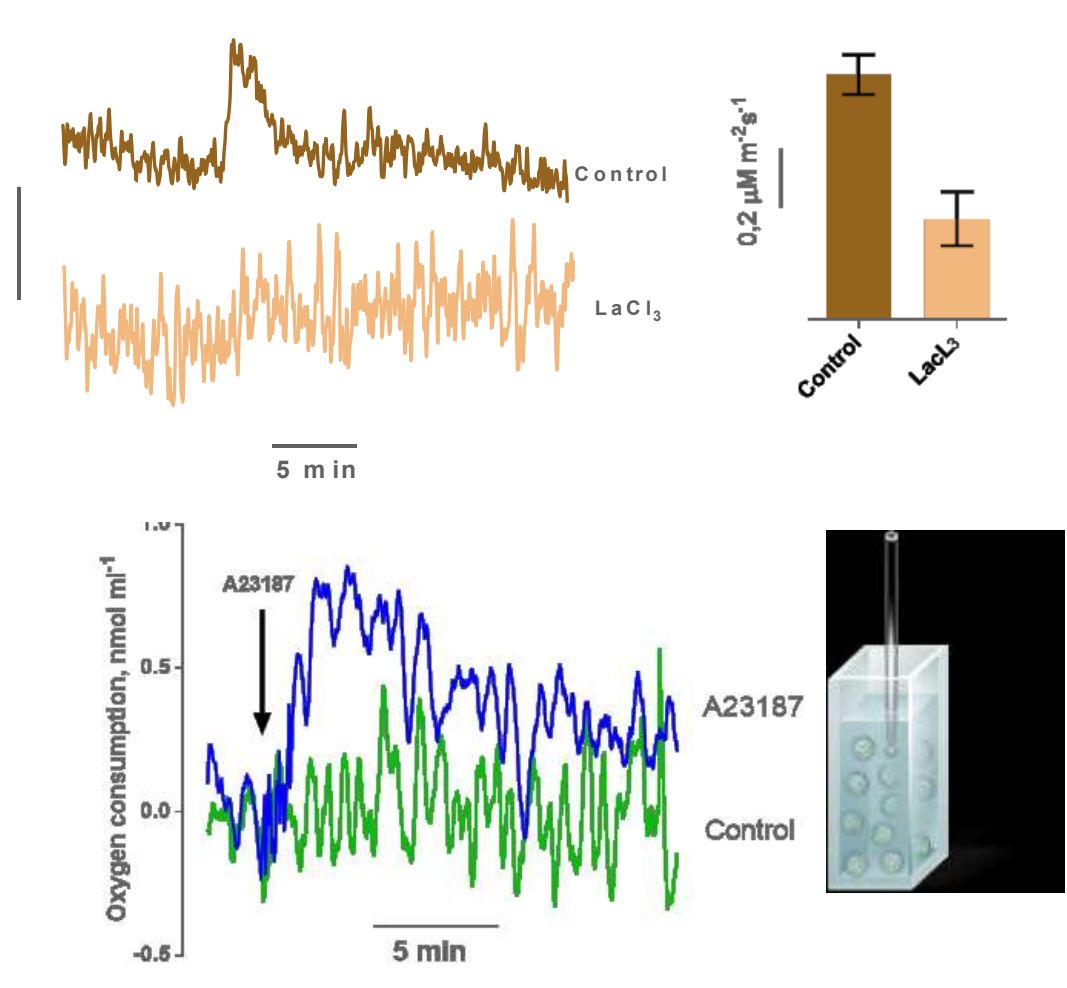 Control
LaCl₃
5 min
0,2 µM m⁻²s⁻¹
Control
LacL₃
1.0
Oxygen consumption, nmol ml⁻¹
A23187
0.5
0.0
-0.5
A23187
Control
5 min